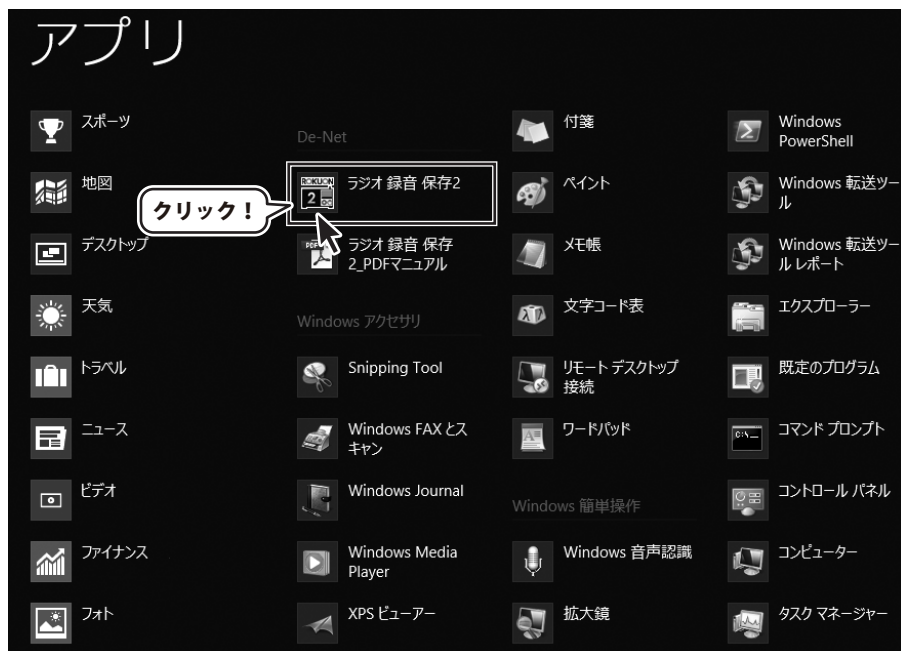 アプリ
スポーツ
地図
デスクトップ
天気
トラベル
ニュース
ビデオ
ファイナンス
フォト
De-Net
ROKUON
2
ラジオ 録音 保存2
クリック！
PDF
ラジオ 録音 保存
2_PDFマニュアル
Windows アクセサリ
Snipping Tool
Windows FAX とス
キャン
Windows Journal
Windows Media
Player
XPS ビューアー
付箋
ペイント
メモ帳
文字コード表
リモート デスクトップ
接続
ワードパッド
Windows 簡単操作
Windows 音声認識
拡大鏡
Windows
PowerShell
Windows 転送ツー
ル
Windows 転送ツー
ル レポート
エクスプローラー
既定のプログラム
C:\_
コマンド プロンプト
コントロール パネル
コンピューター
タスク マネージャー